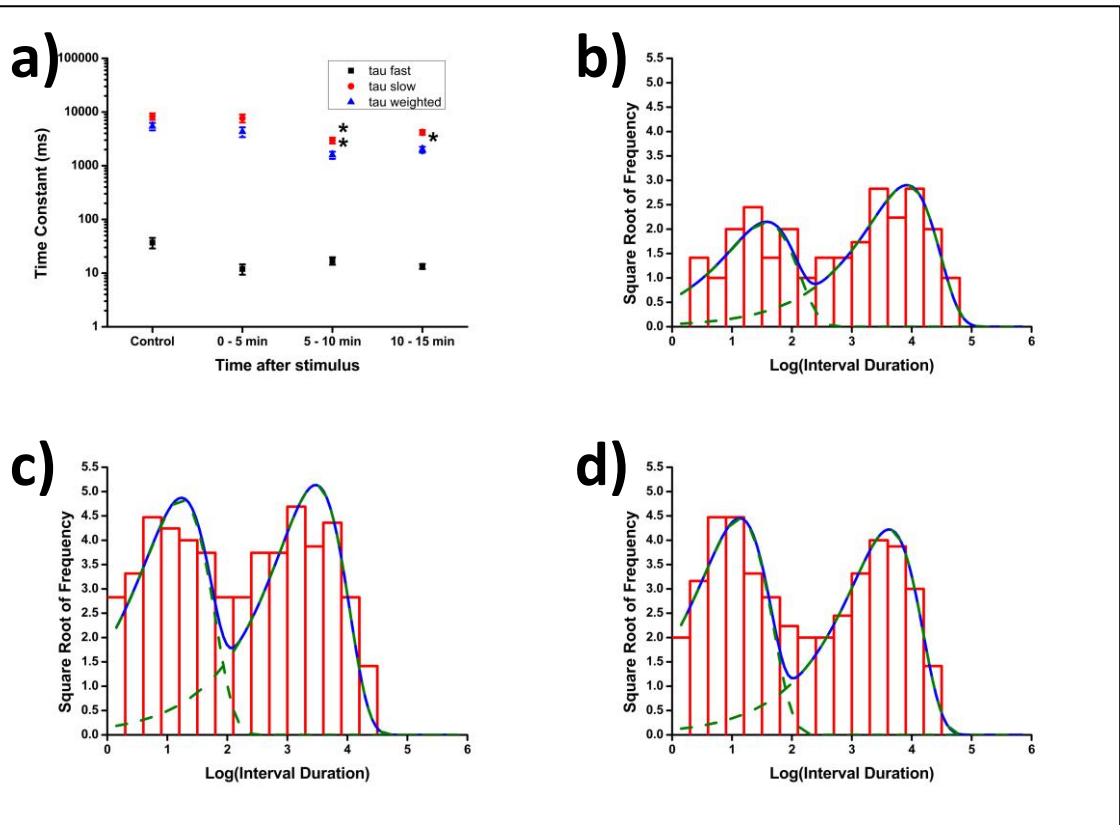 a)
100000
10000
1000
100
10
1
Time Constant (ms)
tau fast
tau slow
tau weighted
*
*
*
Control 0 - 5 min 5 - 10 min 10 - 15 min
Time after stimulus
b)
5.5
5.0
4.5
4.0
3.5
3.0
2.5
2.0
1.5
1.0
0.5
0.0
Square Root of Frequency
0 1 2 3 4 5 6
Log(Interval Duration)
c)
5.5
5.0
4.5
4.0
3.5
3.0
2.5
2.0
1.5
1.0
0.5
0.0
Square Root of Frequency
0 1 2 3 4 5 6
Log(Interval Duration)
d)
5.5
5.0
4.5
4.0
3.5
3.0
2.5
2.0
1.5
1.0
0.5
0.0
Square Root of Frequency
0 1 2 3 4 5 6
Log(Interval Duration)